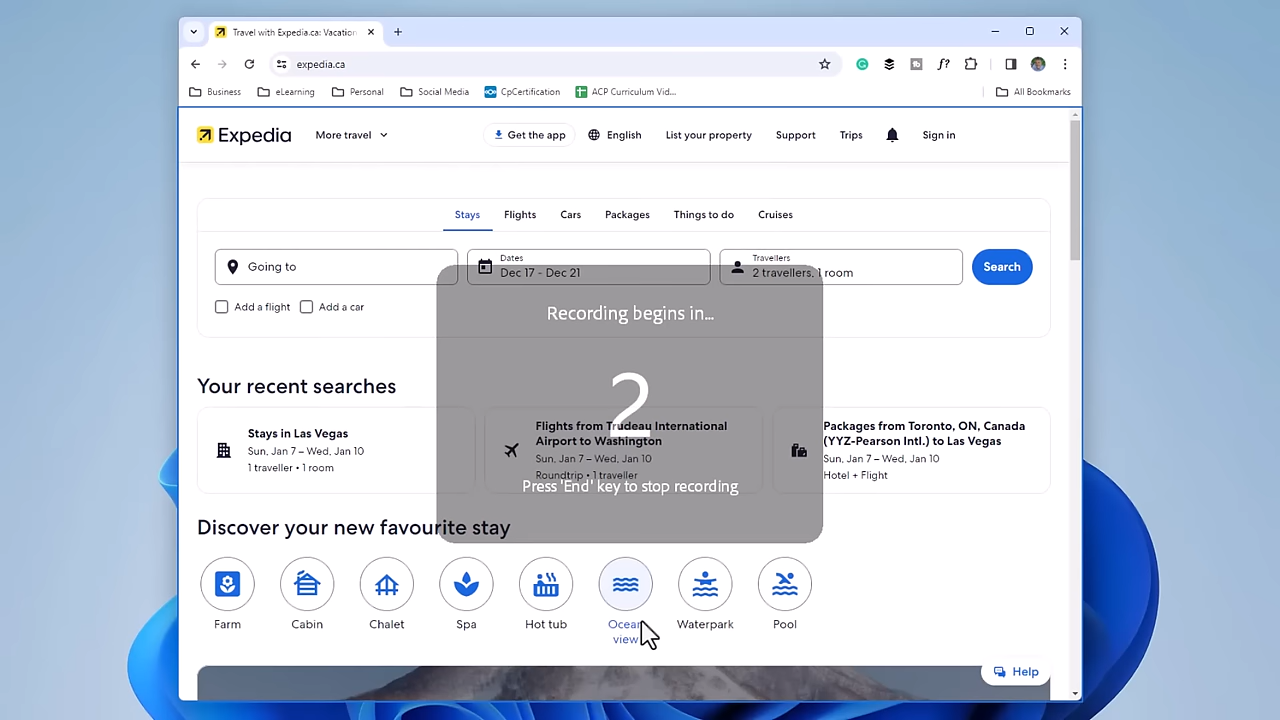 Travel with Expedia.ca: Vacation
expedia.ca
Business
eLearning
Personal
Social Media
CpCertification
ACP Curriculum Vid...
All Bookmarks
Expedia
More travel
Get the app
English
List your property
Support
Trips
Sign in
Stays
Flights
Cars
Packages
Things to do
Cruises
Going to
Dates
Dec 17 - Dec 21
Travellers
2 travellers, 1 room
Search
Add a flight
Add a car
Recording begins in...
2
Press 'End' key to stop recording
Your recent searches
Stays in Las Vegas
Sun, Jan 7 – Wed, Jan 10
1 traveller • 1 room
Flights from Trudeau International
Airport to Washington
Sun, Jan 7 – Wed, Jan 10
Roundtrip • 1 traveller
Packages from Toronto, ON, Canada
(YYZ-Pearson Intl.) to Las Vegas
Sun, Jan 7 – Wed, Jan 10
Hotel + Flight
Discover your new favourite stay
Farm
Cabin
Chalet
Spa
Hot tub
Ocean
view
Waterpark
Pool
Help